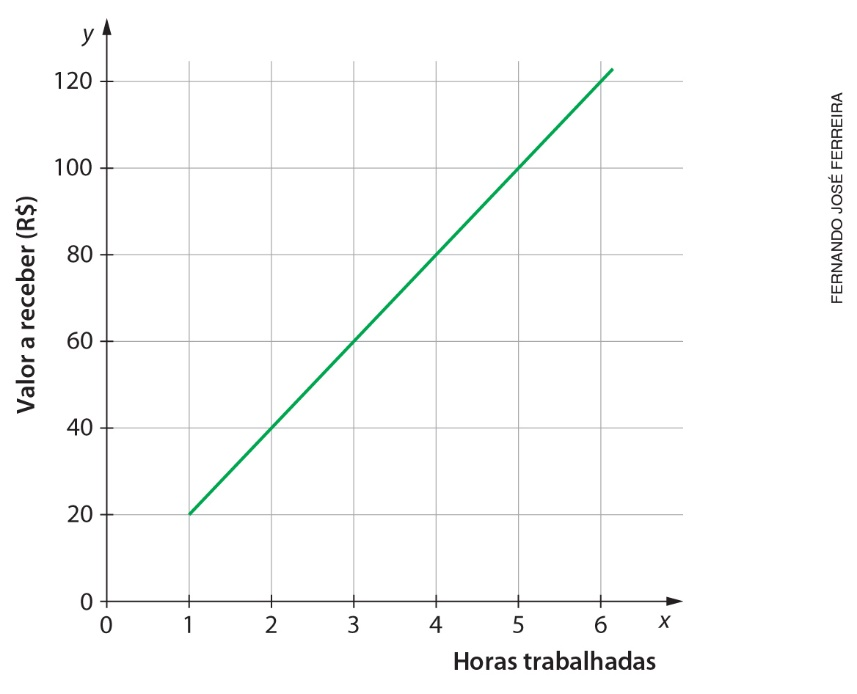 y
120
100
80
60
40
20
0
Valor a receber (R$)
0 1 2 3 4 5 6 x
Horas trabalhadas
FERNANDO JOSÉ FERREIRA